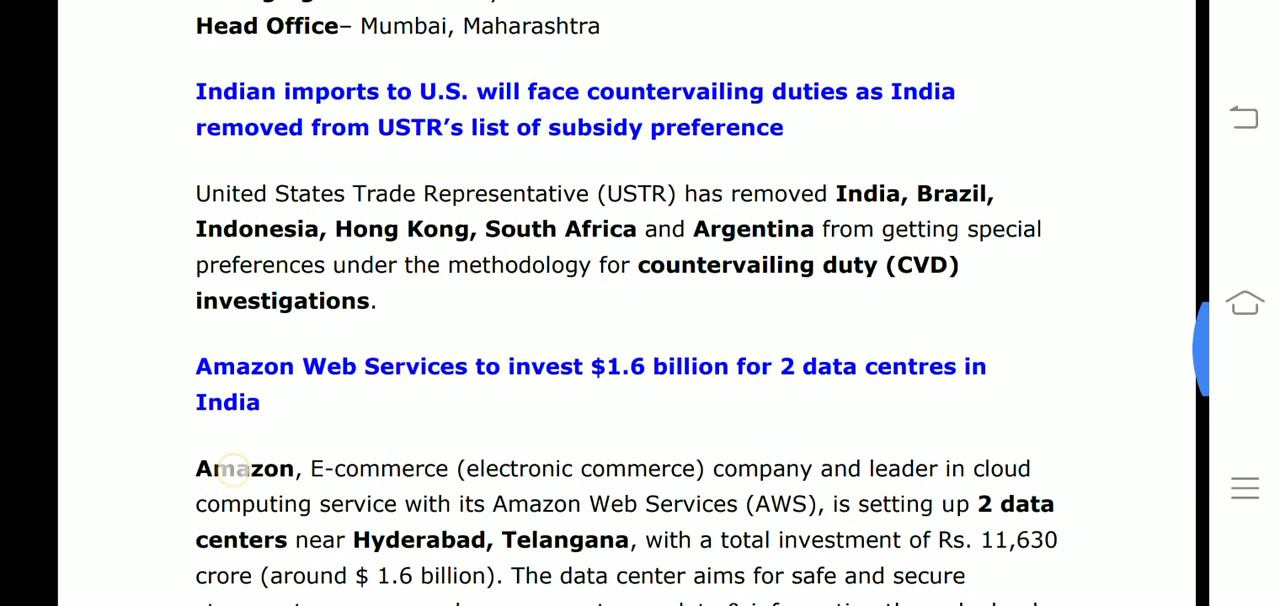 Head Office– Mumbai, Maharashtra
Indian imports to U.S. will face countervailing duties as India
removed from USTR’s list of subsidy preference
United States Trade Representative (USTR) has removed India, Brazil,
Indonesia, Hong Kong, South Africa and Argentina from getting special
preferences under the methodology for countervailing duty (CVD)
investigations.
Amazon Web Services to invest $1.6 billion for 2 data centres in
India
Amazon, E-commerce (electronic commerce) company and leader in cloud
computing service with its Amazon Web Services (AWS), is setting up 2 data
centers near Hyderabad, Telangana, with a total investment of Rs. 11,630
crore (around $ 1.6 billion). The data center aims for safe and secure